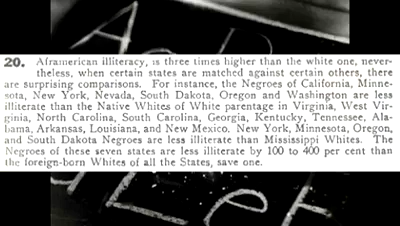 20. Aframerican illiteracy, is three times higher than the white one, never-
theless, when certain states are matched against certain others, there
are surprising comparisons. For instance, the Negroes of California, Minne-
sota, New York, Nevada, South Dakota, Oregon and Washington are less
illiterate than the Native Whites of White parentage in Virginia, West Vir-
ginia, North Carolina, South Carolina, Georgia, Kentucky, Tennessee, Ala-
bama, Arkansas, Louisiana, and New Mexico. New York, Minnesota, Oregon,
and South Dakota Negroes are less illiterate than Mississippi Whites. The
Negroes of these seven states are less illiterate by 100 to 400 per cent than
the foreign-born Whites of all the States, save one.
Let